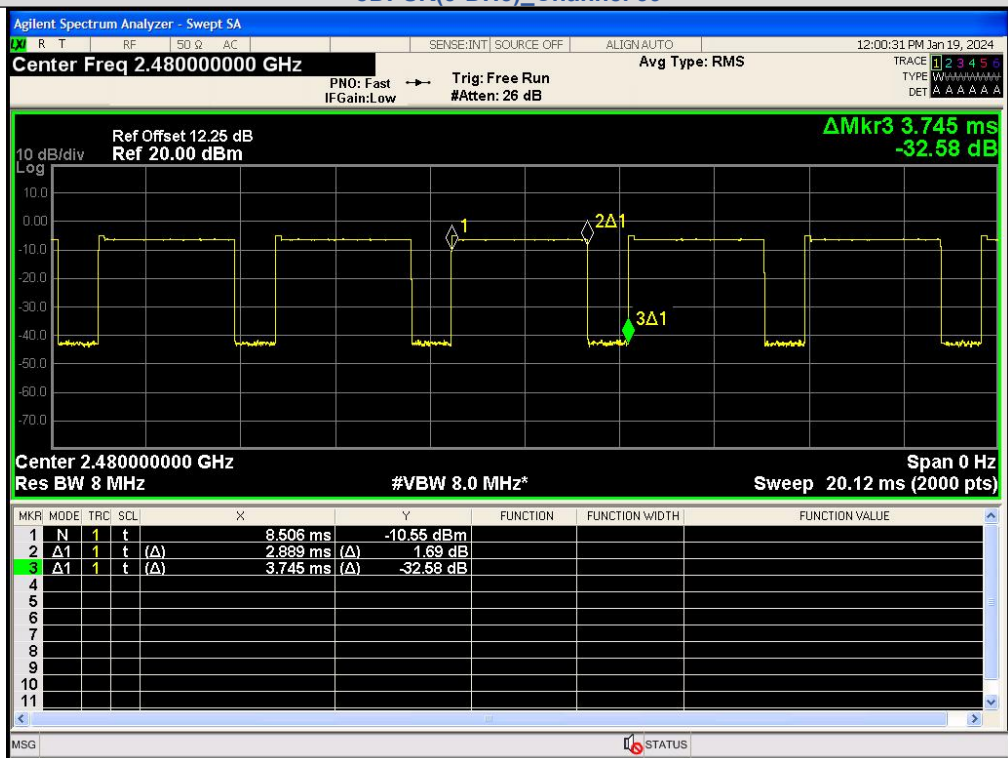 Agilent Spectrum Analyzer - Swept SA
LXI R T RF 50 Ω AC SENSE:INT SOURCE OFF ALIGN AUTO 12:00:31 PM Jan 19, 2024
Center Freq 2.480000000 GHz Avg Type: RMS TRACE 1 2 3 4 5 6
PNO: Fast Trig: Free Run TYPE W
IFGain:Low #Atten: 26 dB DET A A A A A A
ΔMkr3 3.745 ms
Ref Offset 12.25 dB
10 dB/div Ref 20.00 dBm -32.58 dB
Log
10.0
0.00
1
2Δ1
-10.0
-20.0
-30.0
3Δ1
-40.0
-50.0
-60.0
-70.0
Center 2.480000000 GHz Span 0 Hz
Res BW 8 MHz #VBW 8.0 MHz* Sweep 20.12 ms (2000 pts)
MKR MODE TRC SCL X Y FUNCTION FUNCTION WIDTH FUNCTION VALUE
1 N 1 t 8.506 ms -10.55 dBm
2 Δ1 1 t (Δ) 2.889 ms (Δ) 1.69 dB
3 Δ1 1 t (Δ) 3.745 ms (Δ) -32.58 dB
4
5
6
7
8
9
10
11
MSG STATUS